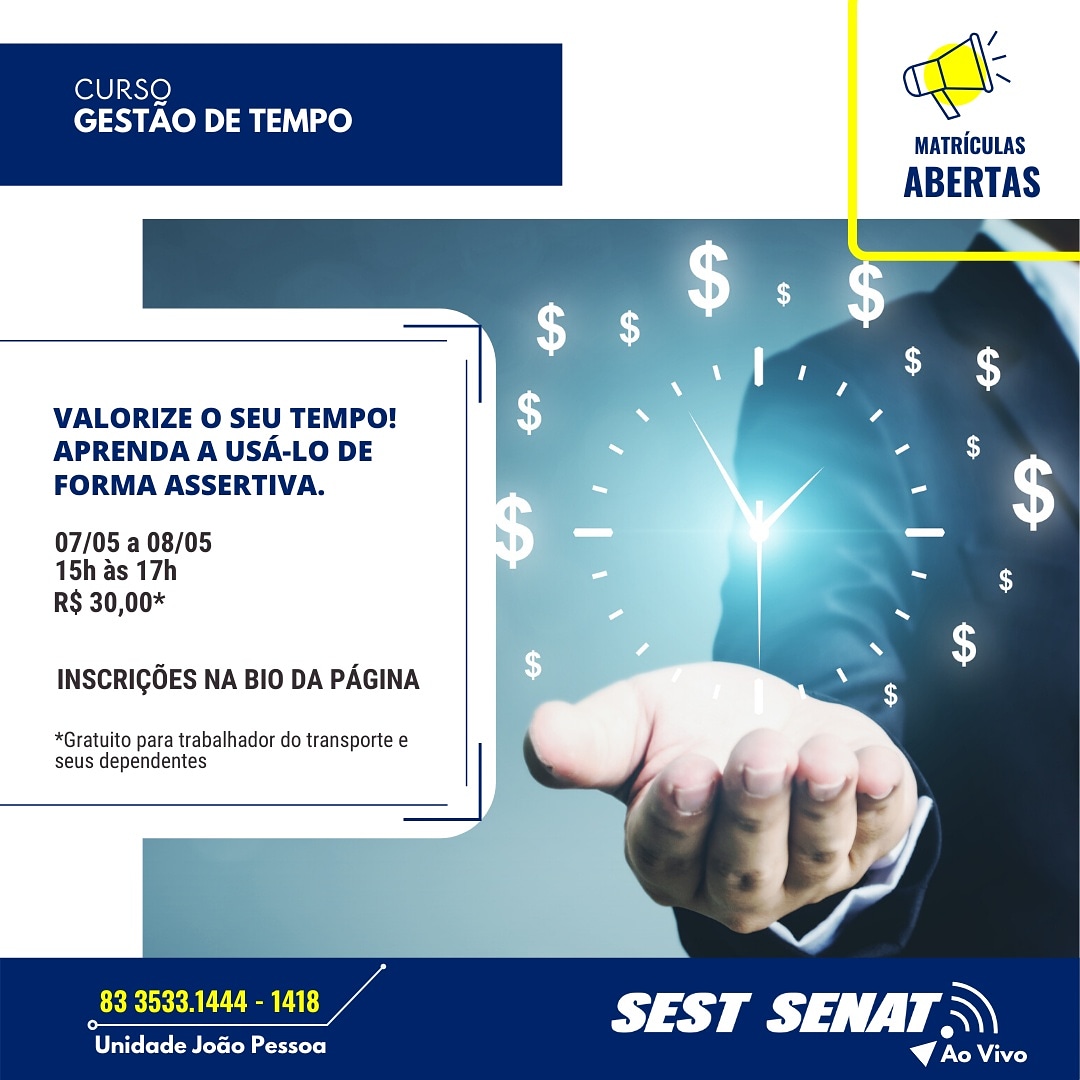 CURSO
GESTÃO DE TEMPO
MATRÍCULAS
ABERTAS
VALORIZE O SEU TEMPO!
APRENDA A USÁ-LO DE
FORMA ASSERTIVA.
07/05 a 08/05
15h às 17h
R$ 30,00*
INSCRIÇÕES NA BIO DA PÁGINA
*Gratuito para trabalhador do transporte e
seus dependentes
83 3533.1444 - 1418
Unidade João Pessoa
SEST SENAT
Ao Vivo